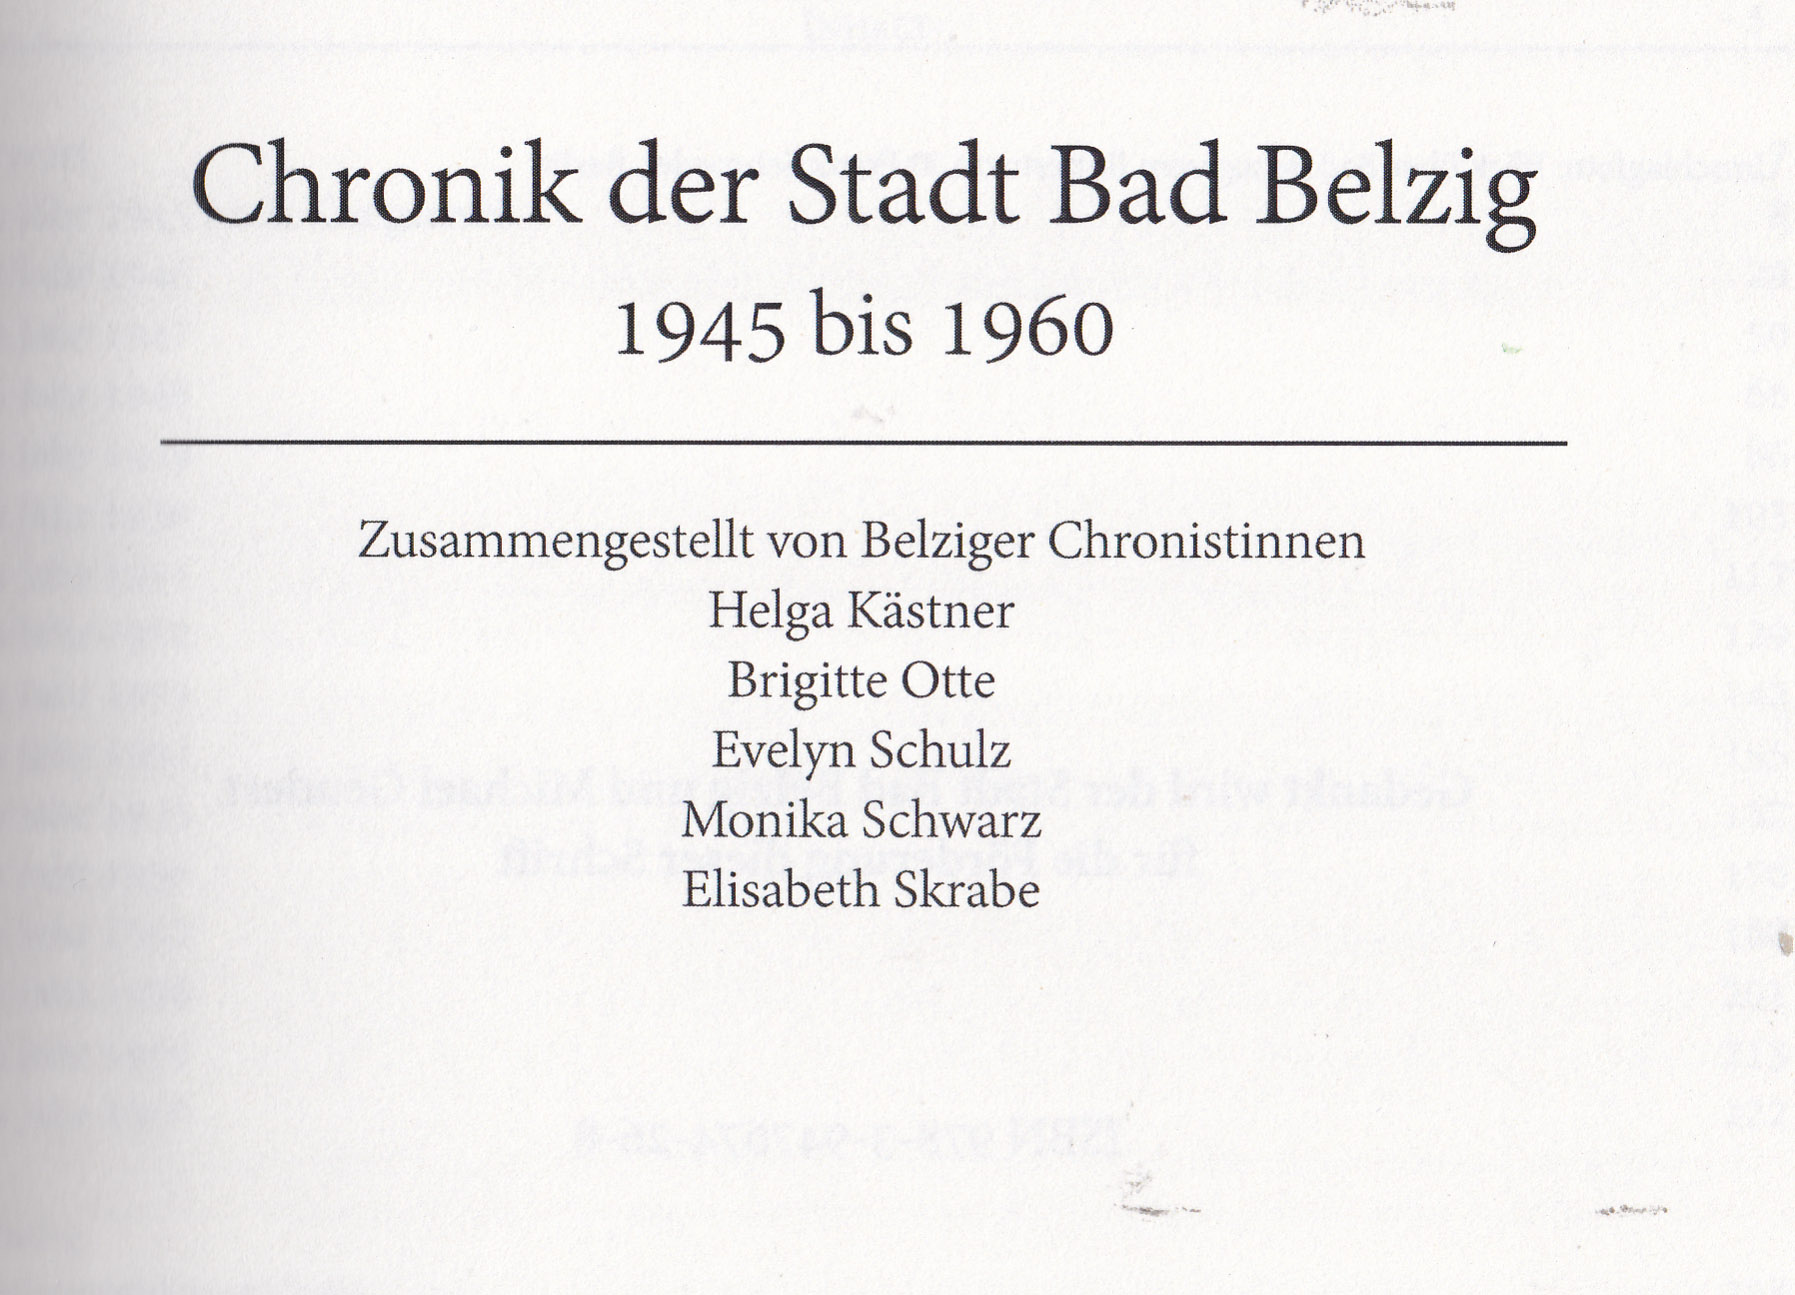 Chronik der Stadt Bad Belzig
1945 bis 1960
Zusammengestellt von Belziger Chronistinnen
Helga Kästner
Brigitte Otte
Evelyn Schulz
Monika Schwarz
Elisabeth Skrabe